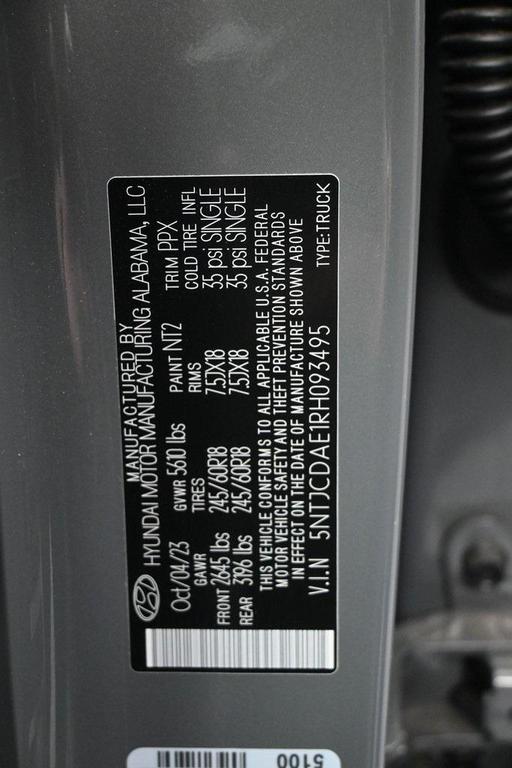 MANUFACTURED BY
HYUNDAI MOTOR MANUFACTURING ALABAMA, LLC
Oct/04/23 GVWR 5610 lbs PAINT NT2 TRIM PPX
GAWR TIRES RIMS COLD TIRE INFL
FRONT 2645 lbs 245/60R18 7.5JX18 35 psi SINGLE
REAR 3196 lbs 245/60R18 7.5JX18 35 psi SINGLE
THIS VEHICLE CONFORMS TO ALL APPLICABLE U.S.A. FEDERAL
MOTOR VEHICLE SAFETY AND THEFT PREVENTION STANDARDS
IN EFFECT ON THE DATE OF MANUFACTURE SHOWN ABOVE
V.I.N 5NTJCDAE1RH093495 TYPE:TRUCK
5100